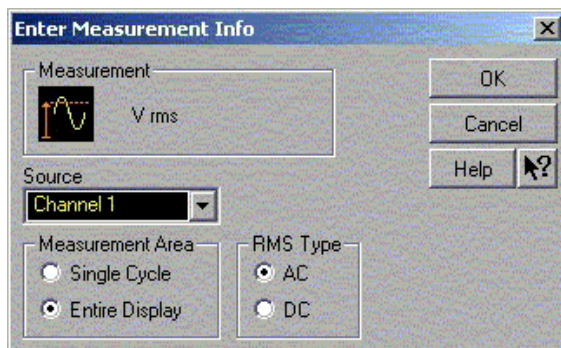 Enter Measurement Info
Measurement
V rms
OK
Cancel
Help
?
Source
Channel 1
Measurement Area
Single Cycle
Entire Display
RMS Type
AC
DC